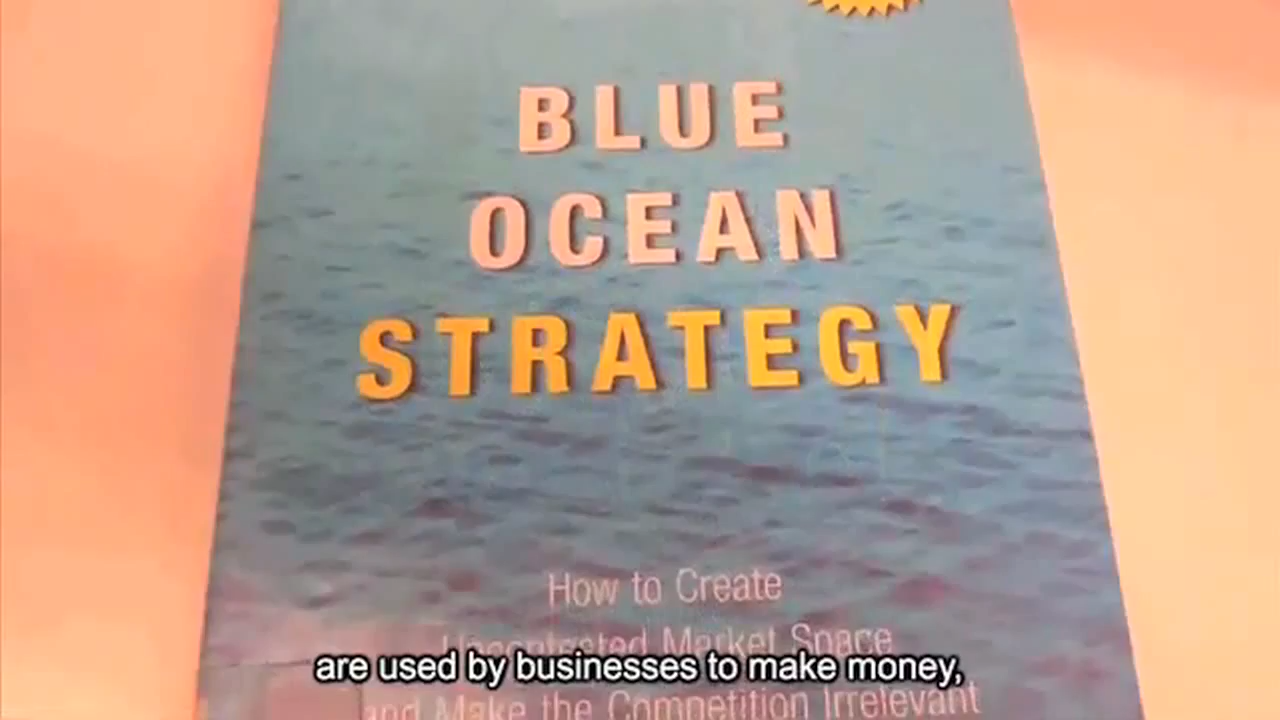 BLUE
OCEAN
STRATEGY
How to Create
Uncontested Market Space
are used by businesses to make money,
and Make the Competition Irrelevant